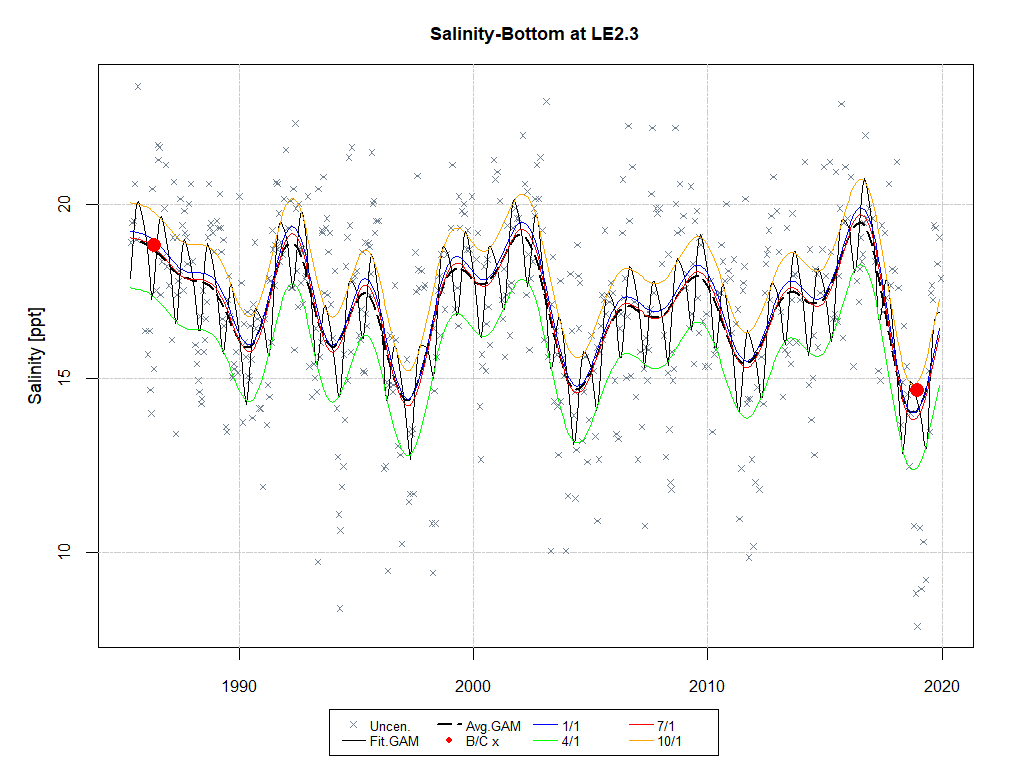 Salinity-Bottom at LE2.3
Salinity [ppt]
20
15
10
1990 2000 2010 2020
Uncen. Avg.GAM 1/1 7/1
Fit.GAM B/C x 4/1 10/1